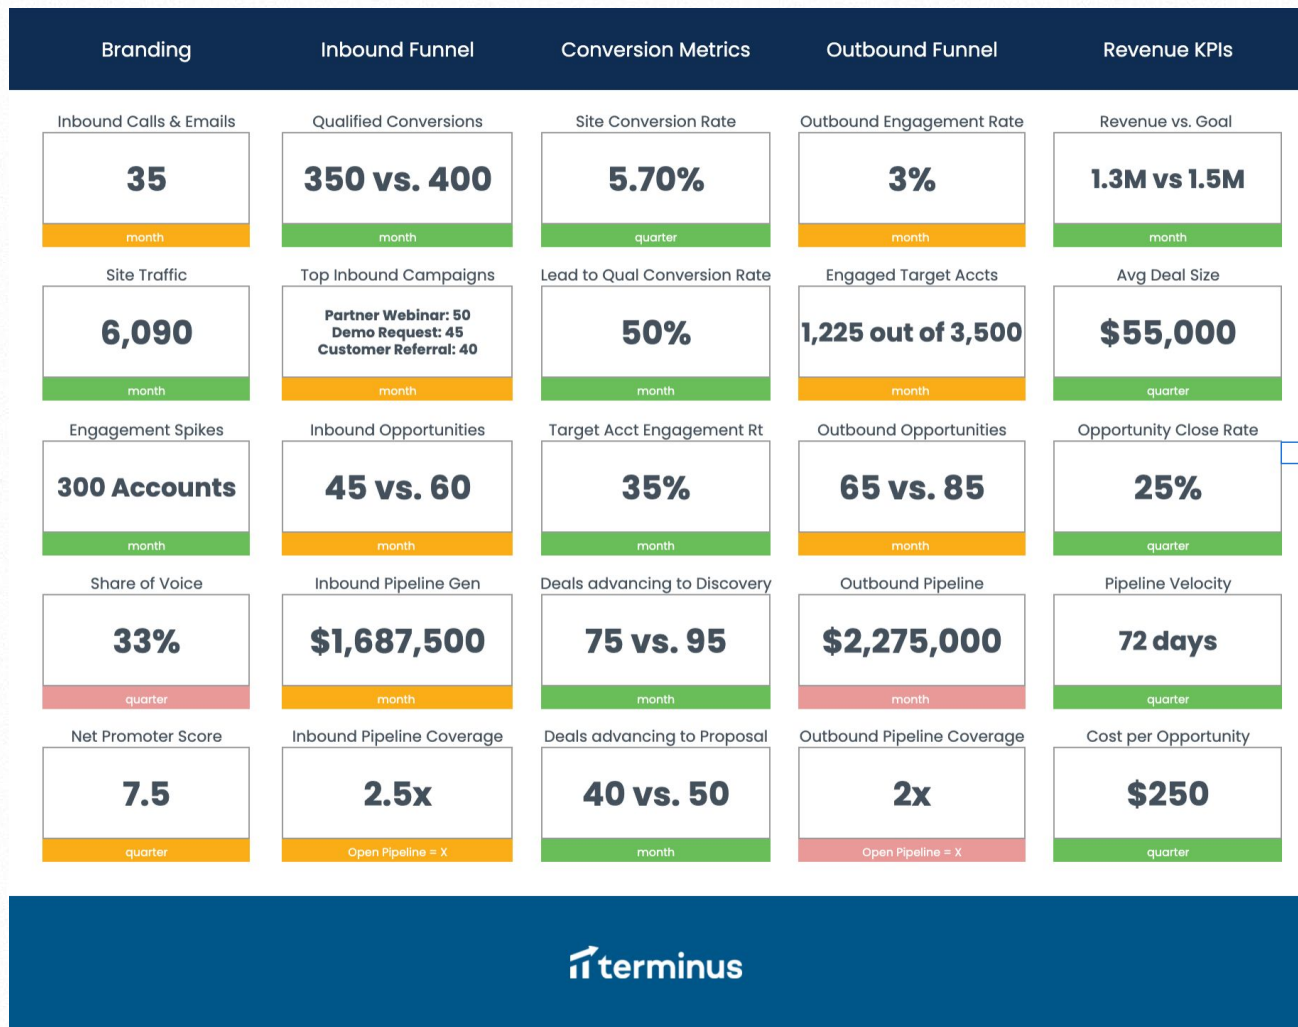 Branding
Inbound Funnel
Conversion Metrics
Outbound Funnel
Revenue KPIs
Inbound Calls & Emails
35
month
Qualified Conversions
350 vs. 400
month
Site Conversion Rate
5.70%
quarter
Outbound Engagement Rate
3%
month
Revenue vs. Goal
1.3M vs 1.5M
month
Site Traffic
6,090
month
Top Inbound Campaigns
Partner Webinar: 50
Demo Request: 45
Customer Referral: 40
month
Lead to Qual Conversion Rate
50%
month
Engaged Target Accts
1,225 out of 3,500
month
Avg Deal Size
$55,000
quarter
Engagement Spikes
300 Accounts
month
Inbound Opportunities
45 vs. 60
month
Target Acct Engagement Rt
35%
month
Outbound Opportunities
65 vs. 85
month
Opportunity Close Rate
25%
quarter
Share of Voice
33%
quarter
Inbound Pipeline Gen
$1,687,500
month
Deals advancing to Discovery
75 vs. 95
month
Outbound Pipeline
$2,275,000
month
Pipeline Velocity
72 days
quarter
Net Promoter Score
7.5
quarter
Inbound Pipeline Coverage
2.5x
Open Pipeline = X
Deals advancing to Proposal
40 vs. 50
month
Outbound Pipeline Coverage
2x
Open Pipeline = X
Cost per Opportunity
$250
quarter
terminus